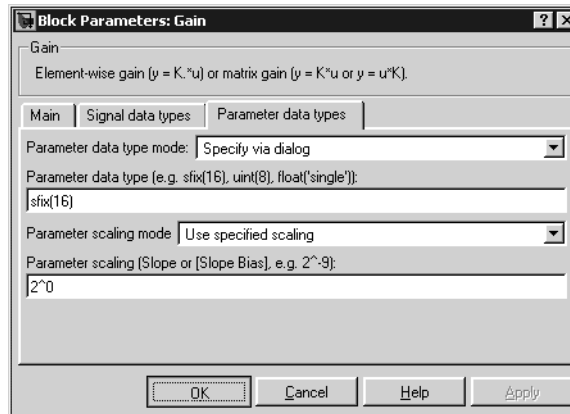 Block Parameters: Gain
Gain
Element-wise gain (y = K.*u) or matrix gain (y = K*u or y = u*K).
Main Signal data types Parameter data types
Parameter data type mode: Specify via dialog
Parameter data type (e.g. sfix(16), uint(8), float('single')):
sfix(16)
Parameter scaling mode Use specified scaling
Parameter scaling (Slope or [Slope Bias], e.g. 2^-9):
2^0
OK Cancel Help Apply